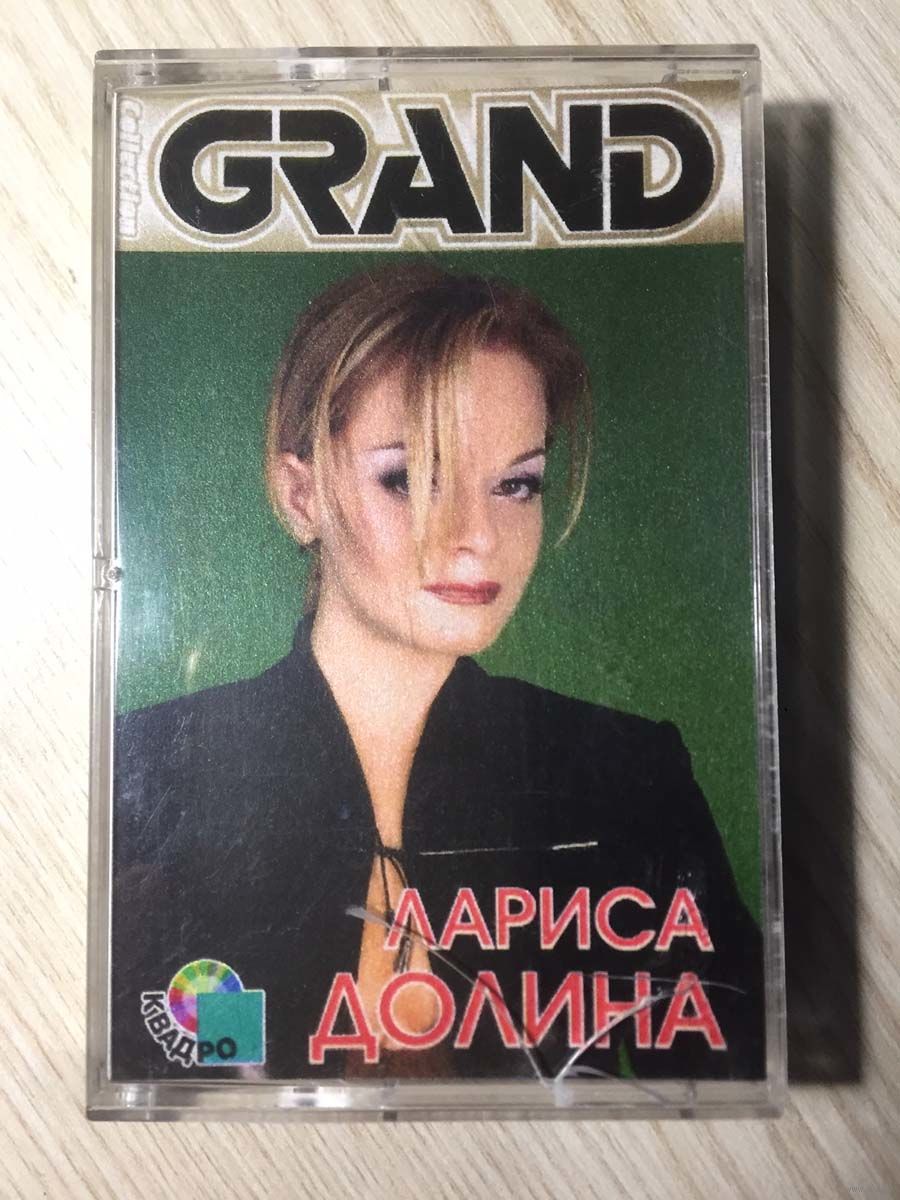 Collection
GRAND
ЛАРИСА
ДОЛИНА
КВАДРО